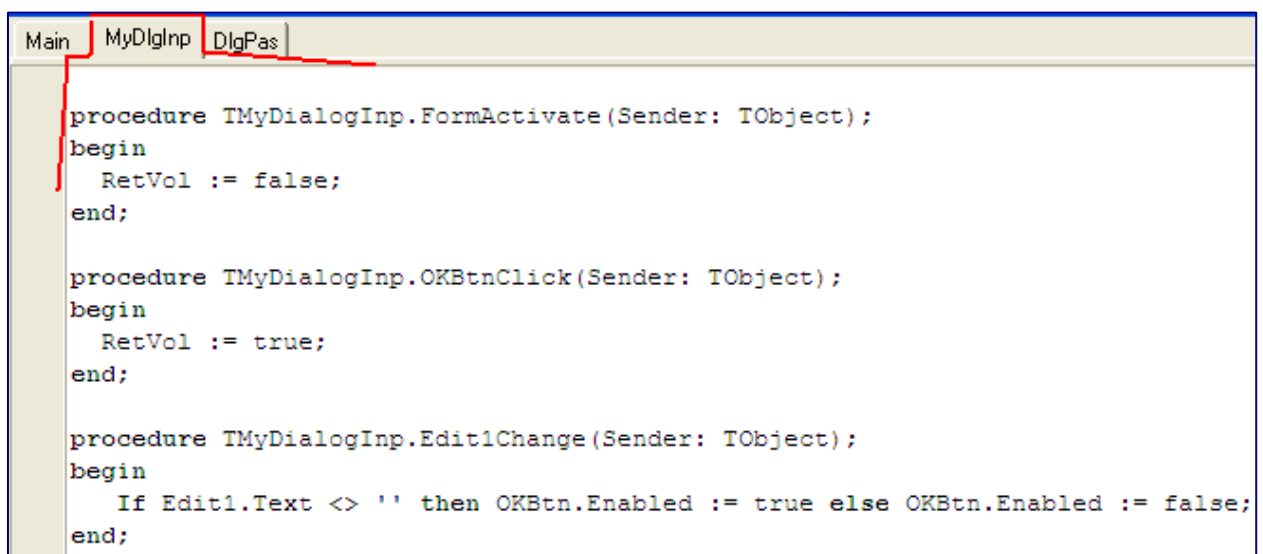 Main MyDlgInp DlgPas
procedure TMyDialogInp.FormActivate(Sender: TObject);
begin
RetVol := false;
end;
procedure TMyDialogInp.OKBtnClick(Sender: TObject);
begin
RetVol := true;
end;
procedure TMyDialogInp.Edit1Change(Sender: TObject);
begin
If Edit1.Text <> '' then OKBtn.Enabled := true else OKBtn.Enabled := false;
end;